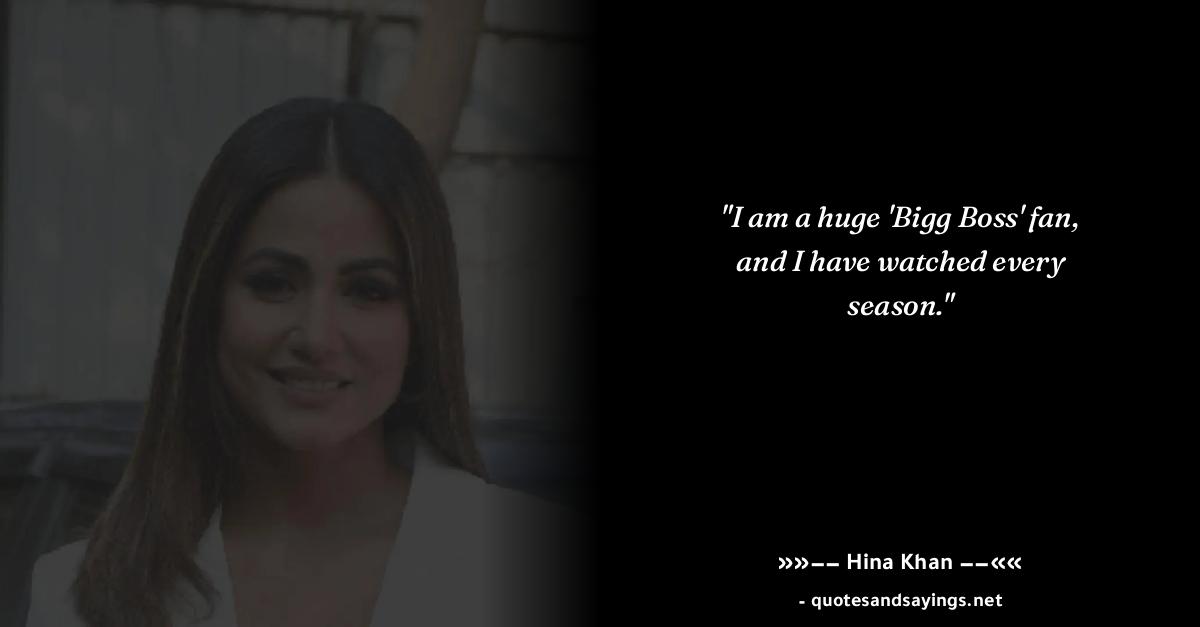 "I am a huge 'Bigg Boss' fan,
and I have watched every
season."
»»−− Hina Khan −−««
- quotesandsayings.net